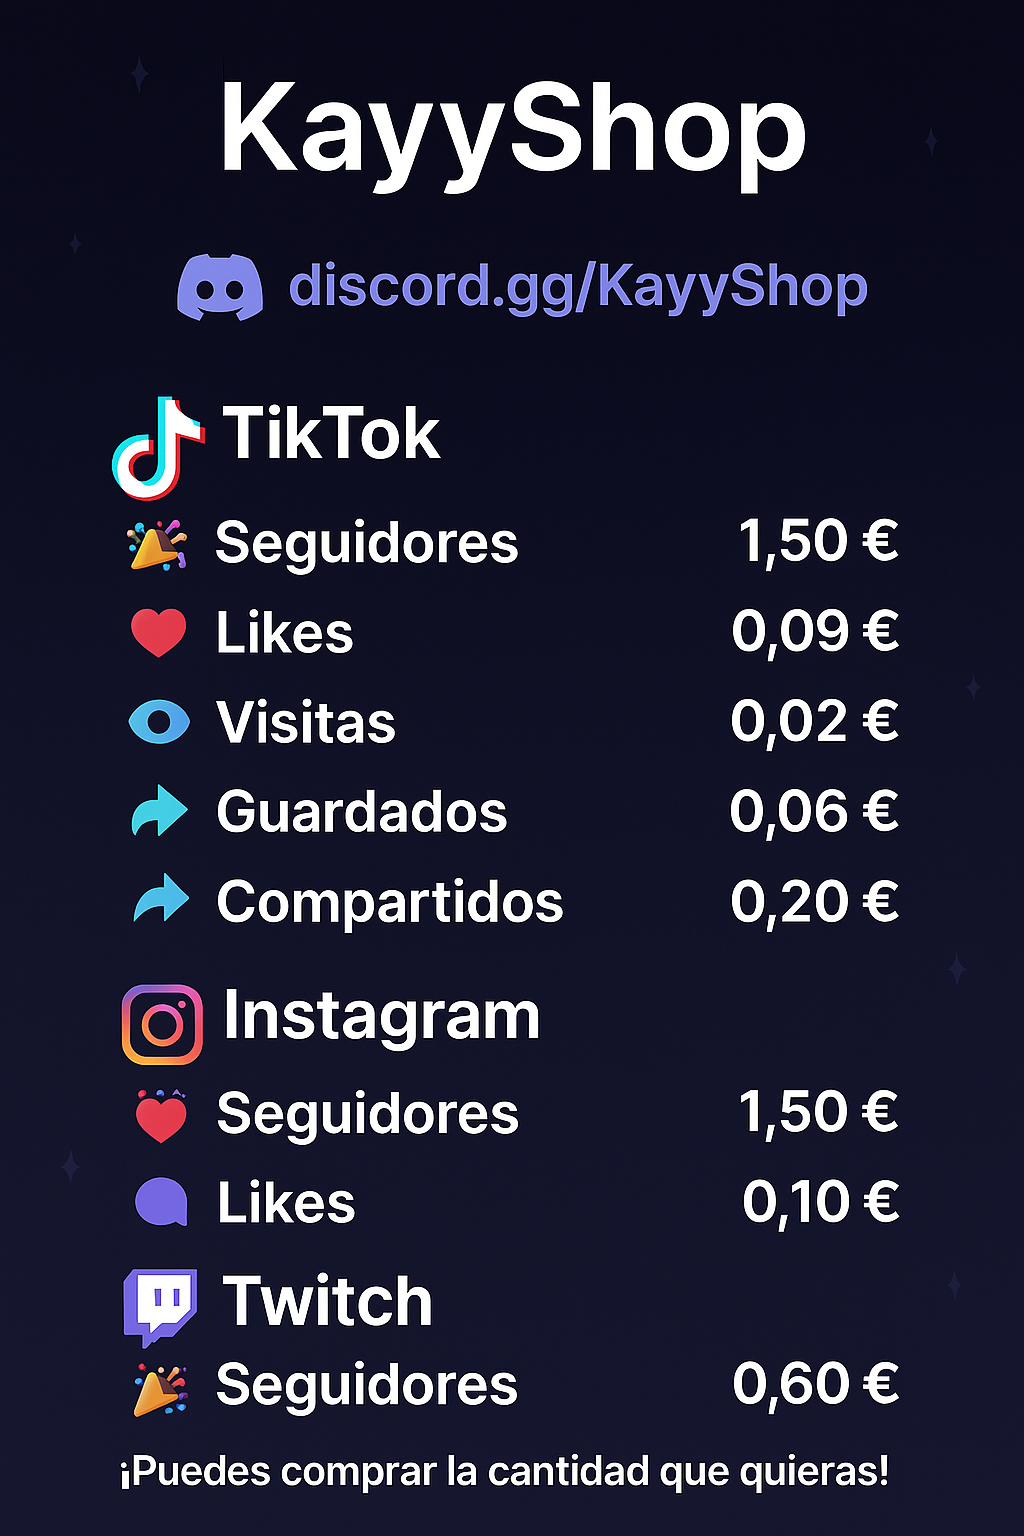 KayyShop
discord.gg/KayyShop
TikTok
Seguidores 1,50 €
Likes 0,09 €
Visitas 0,02 €
Guardados 0,06 €
Compartidos 0,20 €
Instagram
Seguidores 1,50 €
Likes 0,10 €
Twitch
Seguidores 0,60 €
¡Puedes comprar la cantidad que quieras!